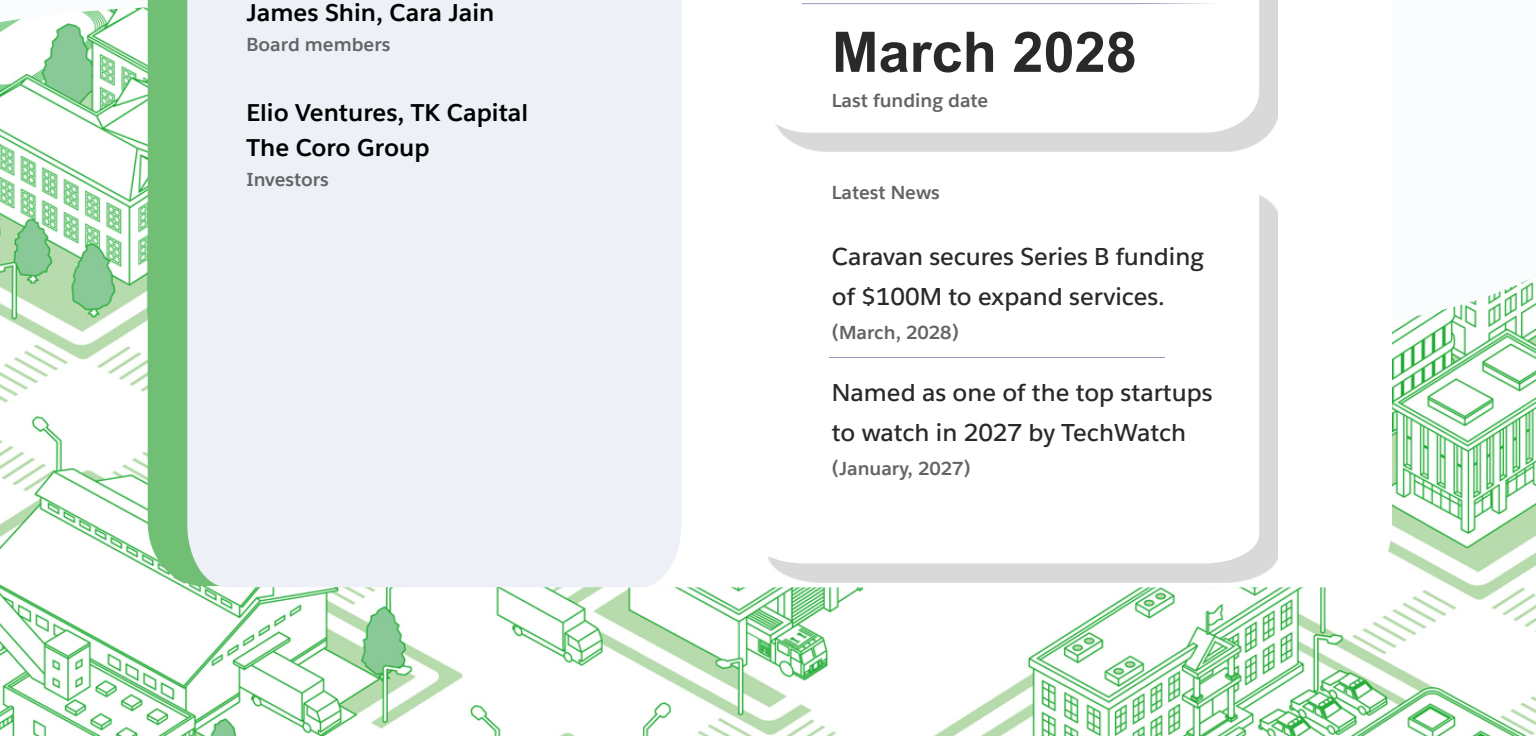 James Shin, Cara Jain
Board members
Elio Ventures, TK Capital
The Coro Group
Investors
March 2028
Last funding date
Latest News
Caravan secures Series B funding
of $100M to expand services.
(March, 2028)
Named as one of the top startups
to watch in 2027 by TechWatch
(January, 2027)